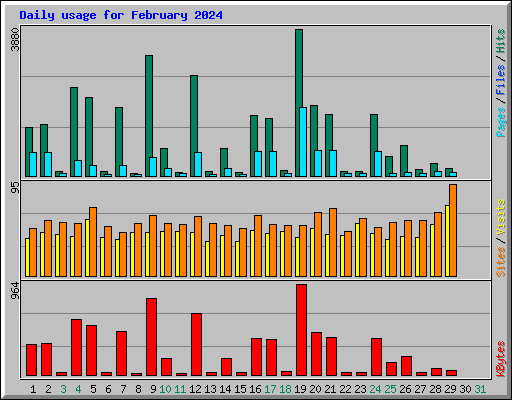 Daily usage for February 2024
3880
Pages / Files / Hits
95
Sites / Visits
964
KBytes
1 2 3 4 5 6 7 8 9 10 11 12 13 14 15 16 17 18 19 20 21 22 23 24 25 26 27 28 29 30 31